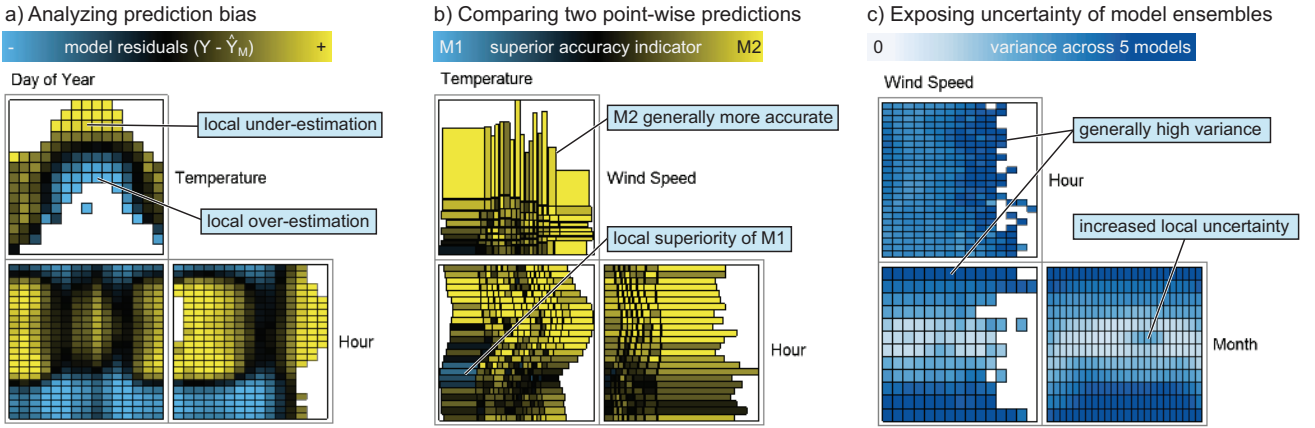 a) Analyzing prediction bias
- model residuals (Y - Ŷ_M) +
Day of Year
local under-estimation
Temperature
local over-estimation
Hour
b) Comparing two point-wise predictions
M1 superior accuracy indicator M2
Temperature
M2 generally more accurate
Wind Speed
local superiority of M1
Hour
c) Exposing uncertainty of model ensembles
0 variance across 5 models
Wind Speed
generally high variance
Hour
increased local uncertainty
Month